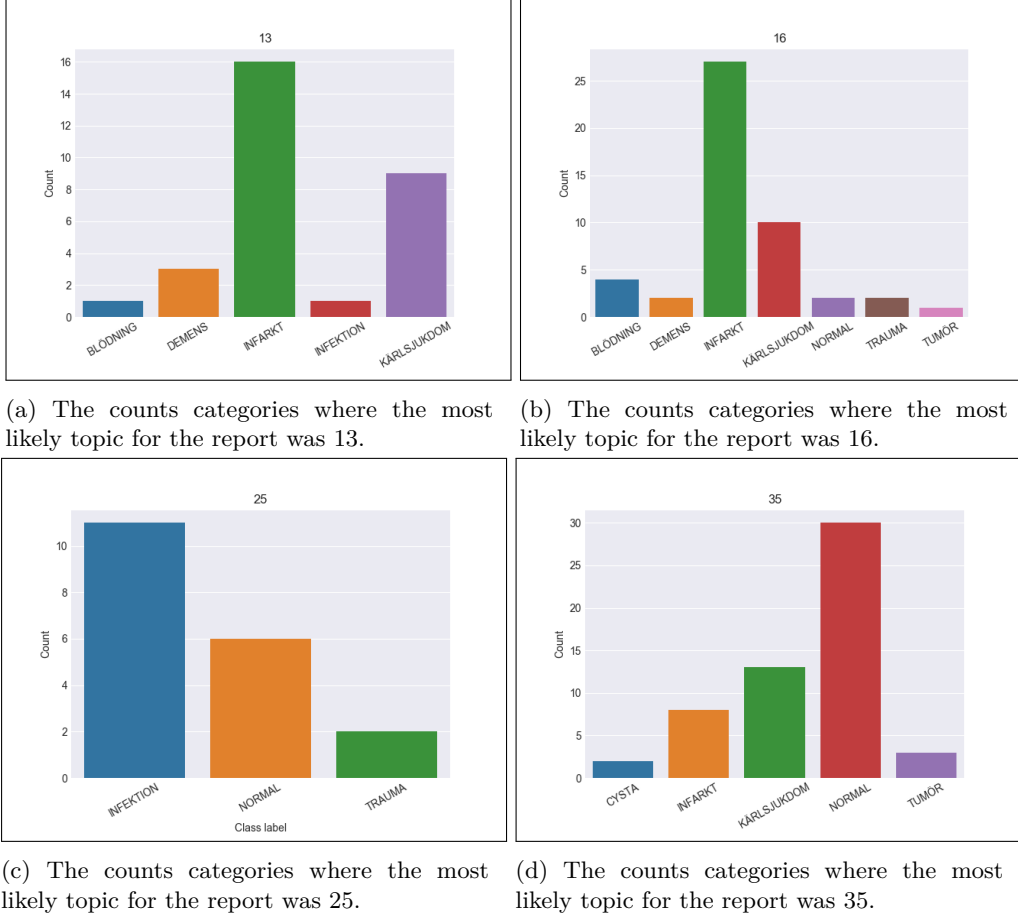 13
16
14
12
10
8
6
4
2
0
Count
BLÖDNING
DEMENS
INFARKT
INFEKTION
KÄRLSJUKDOM
(a) The counts categories where the most
likely topic for the report was 13.
16
25
20
15
10
5
0
Count
BLÖDNING
DEMENS
INFARKT
KÄRLSJUKDOM
NORMAL
TRAUMA
TUMÖR
(b) The counts categories where the most
likely topic for the report was 16.
25
10
8
6
4
2
0
Count
INFEKTION
NORMAL
TRAUMA
Class label
(c) The counts categories where the most
likely topic for the report was 25.
35
30
25
20
15
10
5
0
Count
CYSTA
INFARKT
KÄRLSJUKDOM
NORMAL
TUMÖR
(d) The counts categories where the most
likely topic for the report was 35.